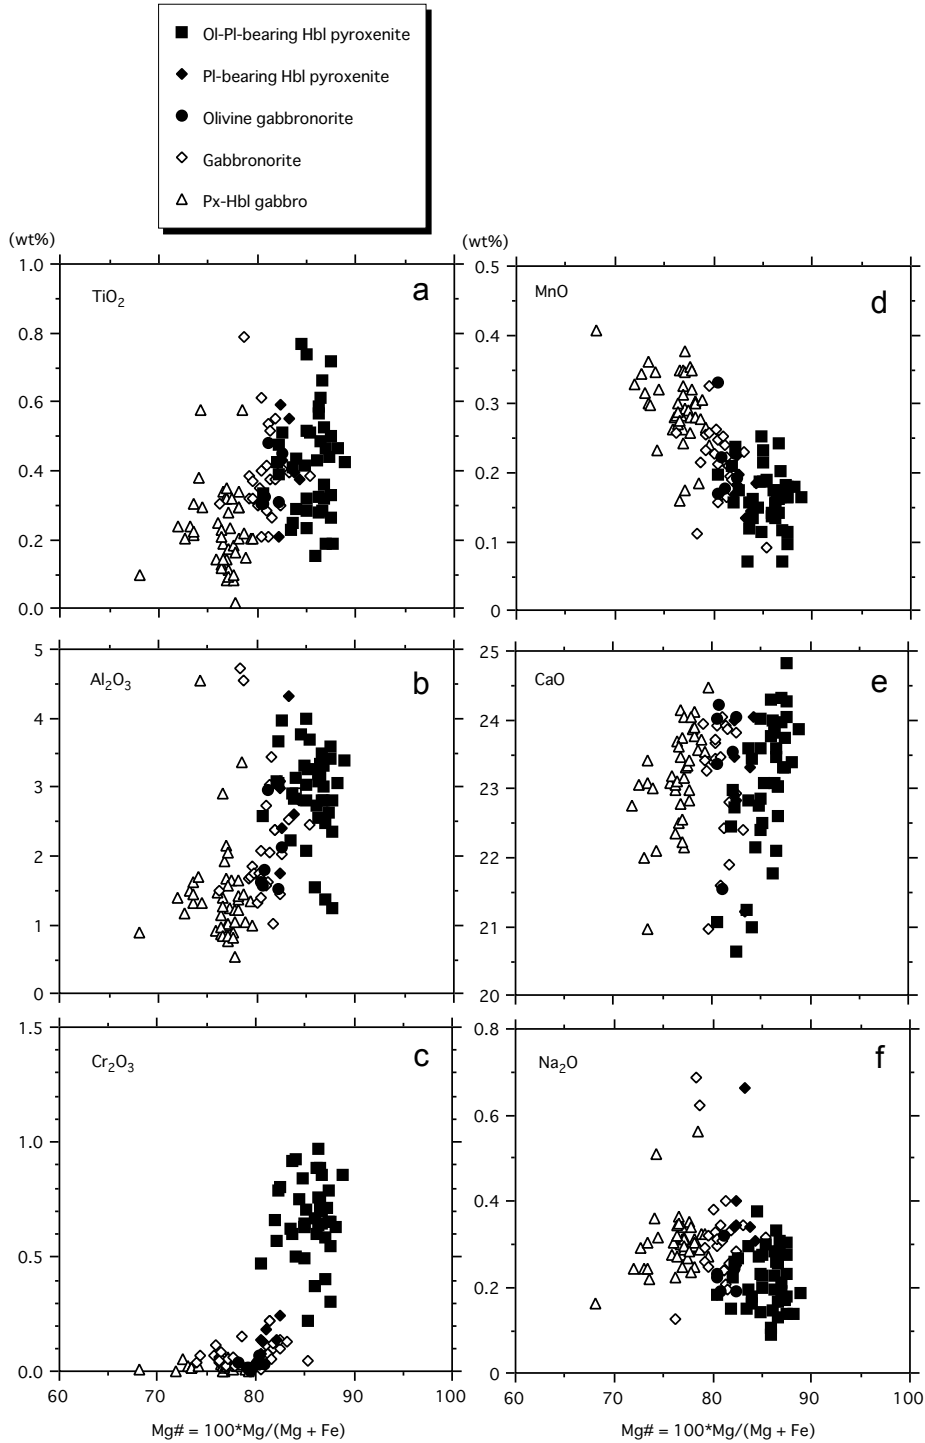 Ol-Pl-bearing Hbl pyroxenite
Pl-bearing Hbl pyroxenite
Olivine gabbronorite
Gabbronorite
Px-Hbl gabbro
(wt%)
1.0
0.8
0.6
0.4
0.2
0.0
TiO2
a
(wt%)
0.5
0.4
0.3
0.2
0.1
0
MnO
d
5
4
3
2
1
0
Al2O3
b
25
24
23
22
21
20
CaO
e
1.5
1.0
0.5
0.0
Cr2O3
c
60 70 80 90 100
Mg# = 100*Mg/(Mg + Fe)
0.8
0.6
0.4
0.2
0
Na2O
f
60 70 80 90 100
Mg# = 100*Mg/(Mg + Fe)